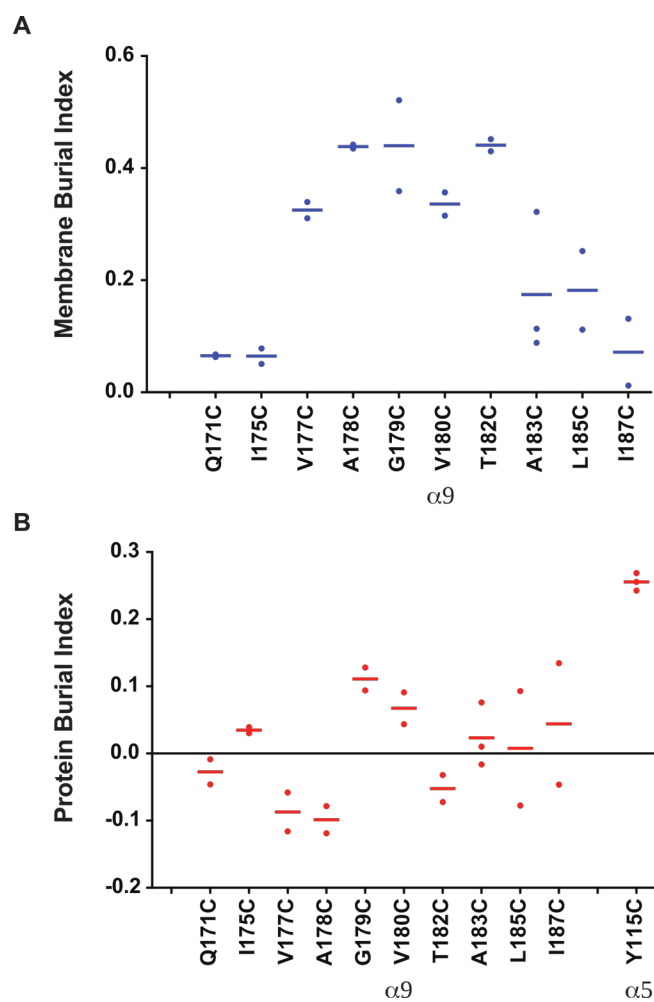 A
Membrane Burial Index
0.6
0.4
0.2
0.0
Q171C
I175C
V177C
A178C
G179C
V180C
T182C
A183C
L185C
I187C
α9
B
Protein Burial Index
0.3
0.2
0.1
0.0
-0.1
-0.2
Q171C
I175C
V177C
A178C
G179C
V180C
T182C
A183C
L185C
I187C
Y115C
α9
α5